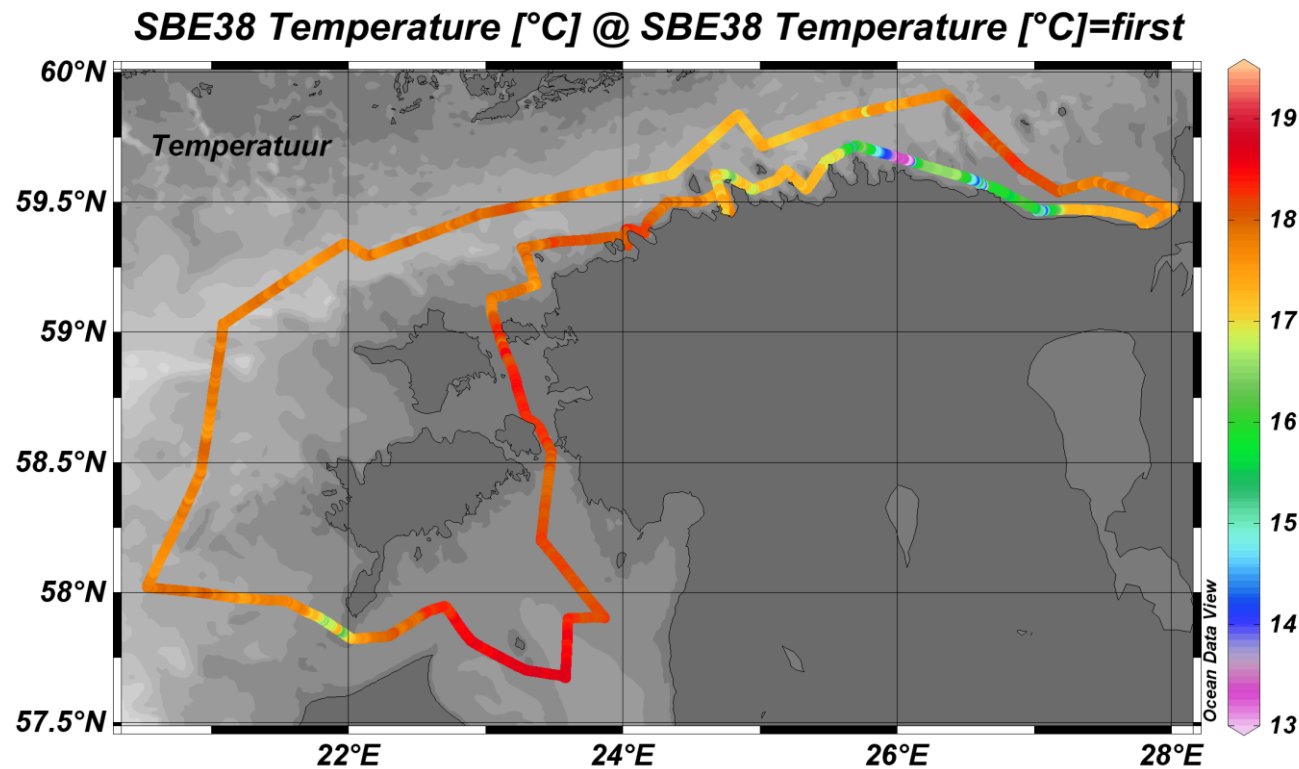 SBE38 Temperature [°C] @ SBE38 Temperature [°C]=first
60°N
59.5°N
59°N
58.5°N
58°N
57.5°N
Temperatuur
22°E
24°E
26°E
28°E
Ocean Data View
19
18
17
16
15
14
13